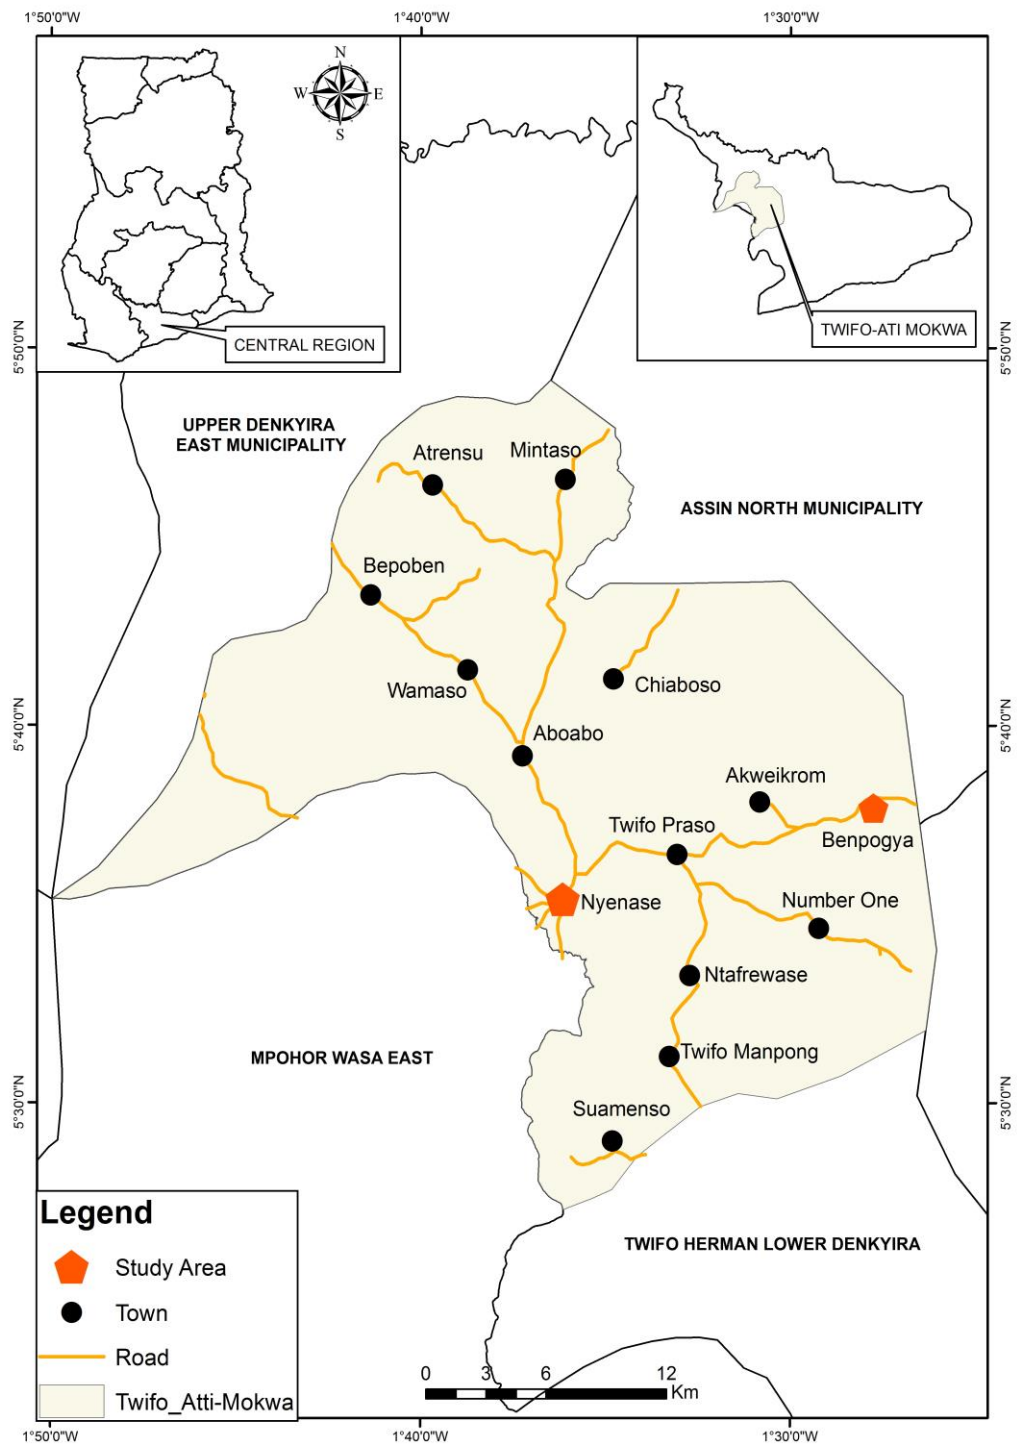 1°50'0"W
1°40'0"W
1°30'0"W
N
W
E
S
CENTRAL REGION
TWIFO-ATI MOKWA
5°50'0"N
5°50'0"N
UPPER DENKYIRA
EAST MUNICIPALITY
Atrensu
Mintaso
ASSIN NORTH MUNICIPALITY
Bepoben
Wamaso
Chiaboso
5°40'0"N
5°40'0"N
Aboabo
Akweikrom
Twifo Praso
Benpogya
Nyenase
Number One
Ntafrewase
MPOHOR WASA EAST
Twifo Manpong
5°30'0"N
5°30'0"N
Suamenso
TWIFO HERMAN LOWER DENKYIRA
Legend
Study Area
Town
Road
Twifo_Atti-Mokwa
0 3 6 12
Km
1°50'0"W
1°40'0"W
1°30'0"W